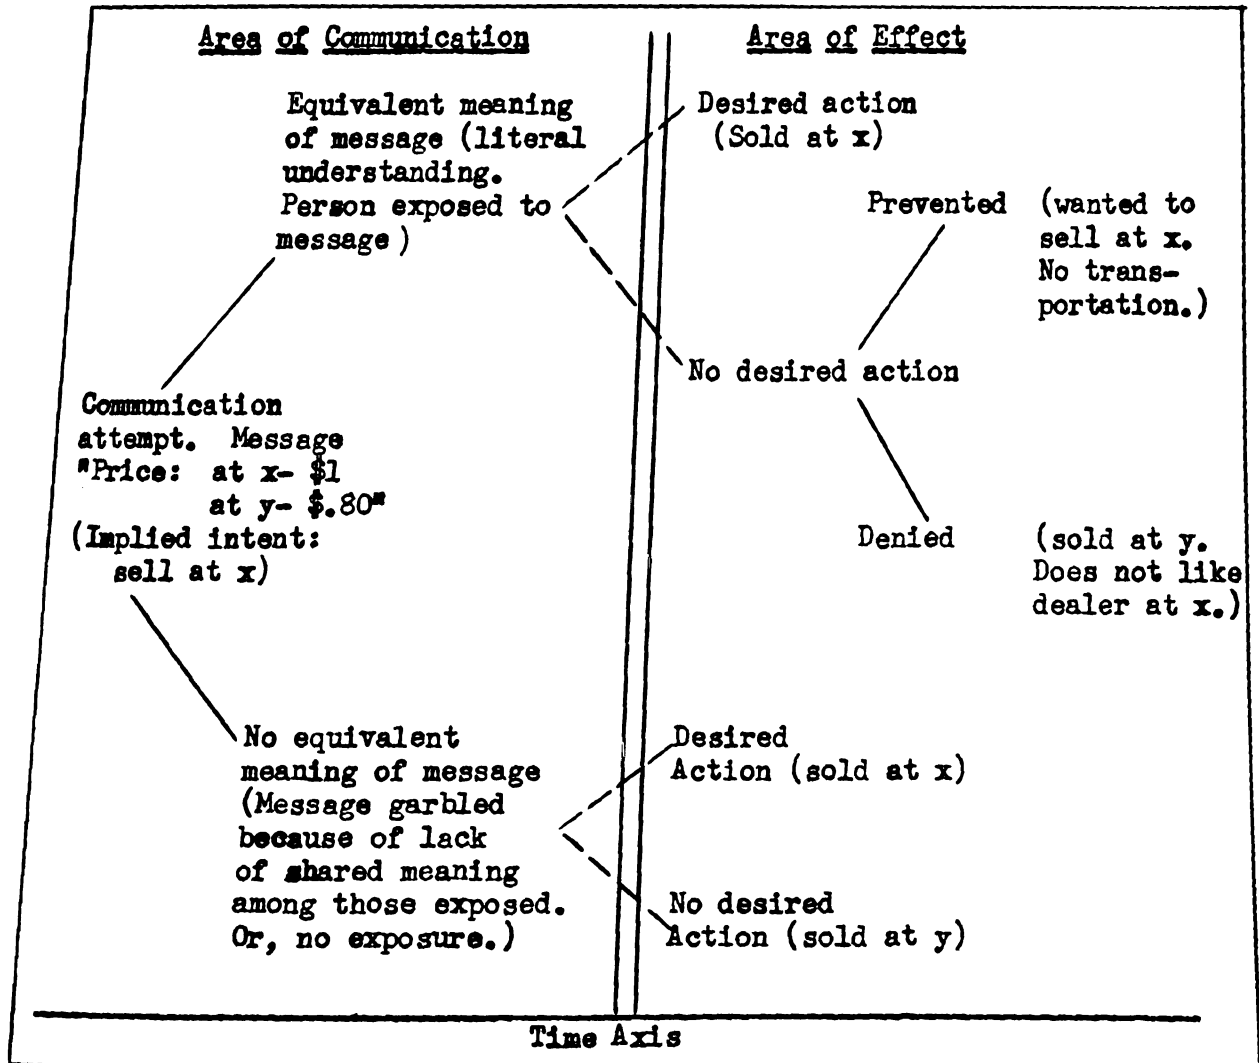 Area of Communication
Equivalent meaning
of message (literal
understanding.
Person exposed to
message)
Communication
attempt. Message
"Price: at x- $1
at y- $.80"
(Implied intent:
sell at x)
No equivalent
meaning of message
(Message garbled
because of lack
of shared meaning
among those exposed.
Or, no exposure.)
Area of Effect
Desired action
(Sold at x)
Prevented (wanted to
sell at x.
No trans-
portation.)
No desired action
Denied (sold at y.
Does not like
dealer at x.)
Desired
Action (sold at x)
No desired
Action (sold at y)
Time Axis